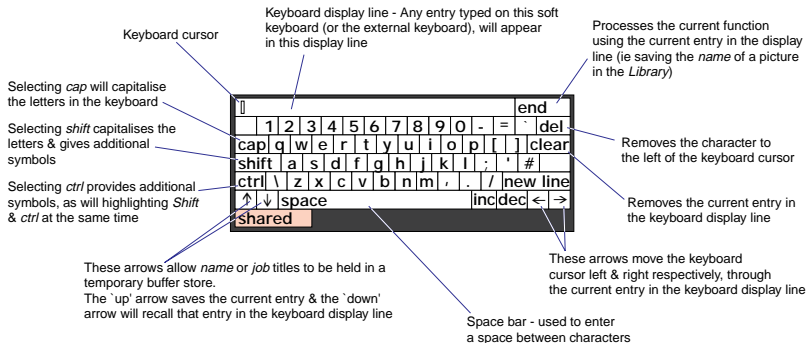 Keyboard display line - Any entry typed on this soft
keyboard (or the external keyboard), will appear
in this display line
Keyboard cursor
Processes the current function
using the current entry in the display
line (ie saving the name of a picture
in the Library)
Selecting cap will capitalise
the letters in the keyboard
Selecting shift capitalises the
letters & gives additional
symbols
Selecting ctrl provides additional
symbols, as will highlighting Shift
& ctrl at the same time
end
1 2 3 4 5 6 7 8 9 0 - = ` del
cap q w e r t y u i o p [ ] clear
shift a s d f g h j k l ; ' #
ctrl \ z x c v b n m , . / new line
↑ ↓ space inc dec ← →
shared
Removes the character to
the left of the keyboard cursor
Removes the current entry in
the keyboard display line
These arrows allow name or job titles to be held in a
temporary buffer store.
The `up' arrow saves the current entry & the `down'
arrow will recall that entry in the keyboard display line
These arrows move the keyboard
cursor left & right respectively, through
the current entry in the keyboard display line
Space bar - used to enter
a space between characters